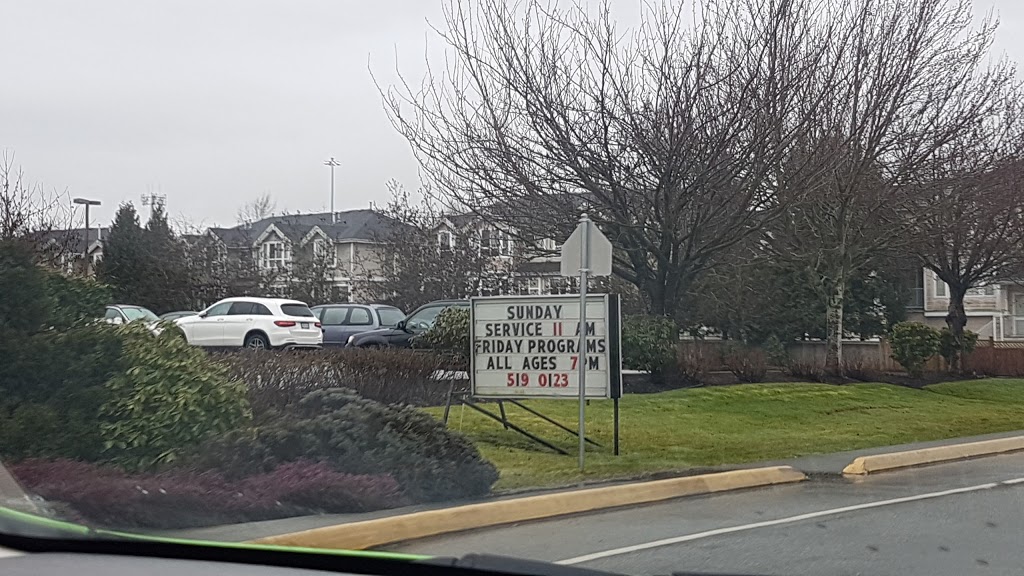 SUNDAY
SERVICE 11 AM
FRIDAY PROGRAMS
ALL AGES 7PM
519 0123